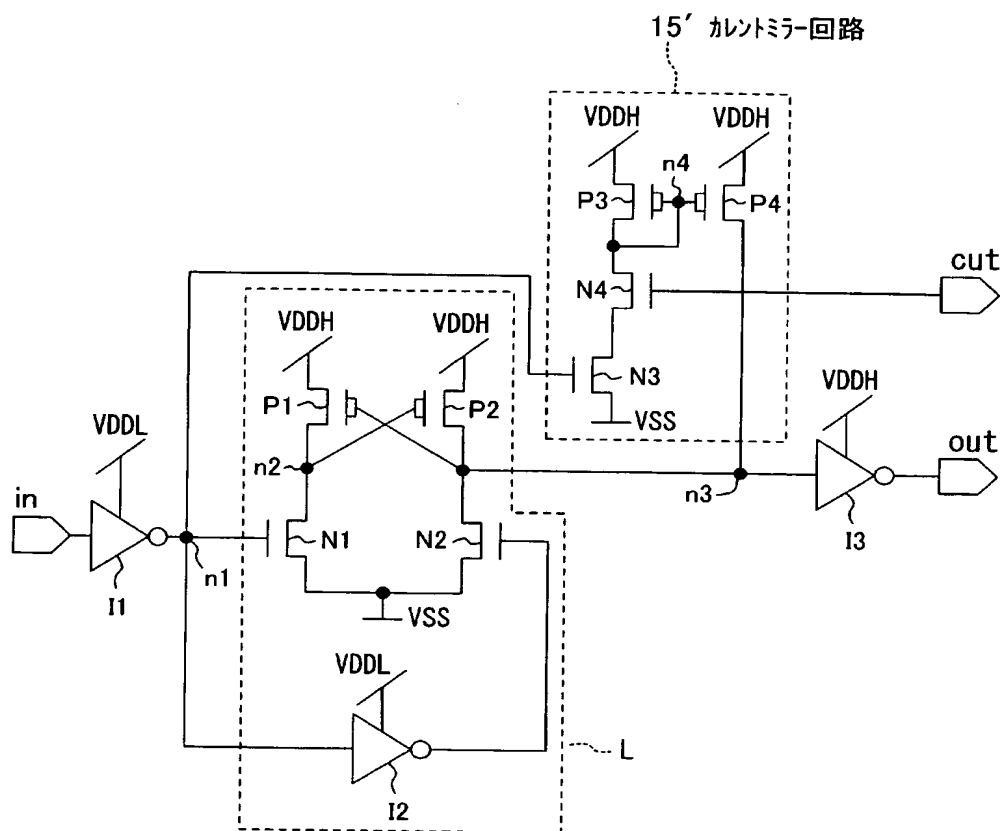 15′ カレントミラー回路
VDDH
VDDH
n4
P3
P4
cut
N4
VDDH
VDDH
N3
VDDH
P1
P2
VSS
VDDL
out
n2
n3
in
N1
N2
I3
n1
I1
VSS
VDDL
L
I2